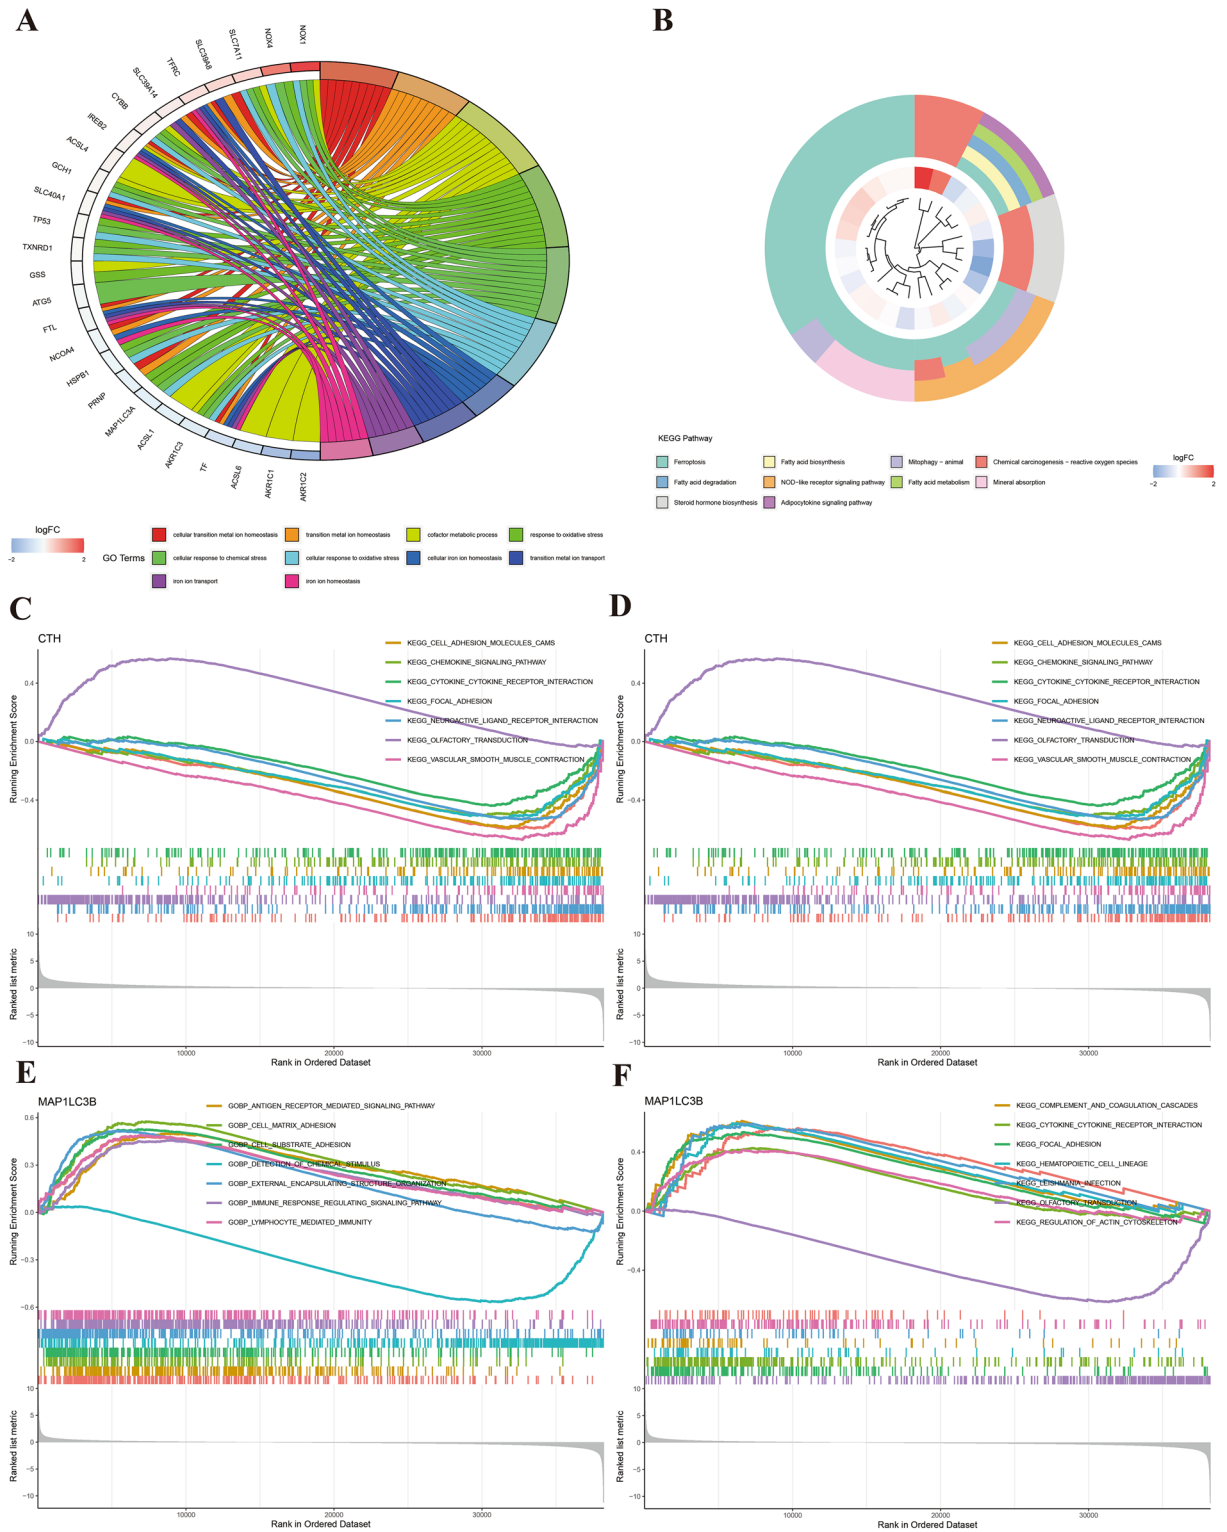 A
NOX1
NOX4
SLC7A11
SLC39A8
TFRC
SLC39A14
CYBB
IREB2
ACSL4
GCH1
SLC40A1
TP53
TXNRD1
GSS
ATG5
FTL
NCOA4
HSPB1
PRNP
MAP1LC3A
ACSL1
AKR1C3
TF
ACSL6
AKR1C1
AKR1C2
logFC
−2 2
GO Terms
cellular transition metal ion homeostasis
transition metal ion homeostasis
cofactor metabolic process
response to oxidative stress
cellular response to chemical stress
cellular response to oxidative stress
cellular iron ion homeostasis
transition metal ion transport
iron ion transport
iron ion homeostasis
B
KEGG Pathway
Ferroptosis
Fatty acid biosynthesis
Mitophagy − animal
Chemical carcinogenesis − reactive oxygen species
Fatty acid degradation
NOD−like receptor signaling pathway
Fatty acid metabolism
Mineral absorption
Steroid hormone biosynthesis
Adipocytokine signaling pathway
logFC
−2 2
C
CTH
KEGG_CELL_ADHESION_MOLECULES_CAMS
KEGG_CHEMOKINE_SIGNALING_PATHWAY
KEGG_CYTOKINE_CYTOKINE_RECEPTOR_INTERACTION
KEGG_FOCAL_ADHESION
KEGG_NEUROACTIVE_LIGAND_RECEPTOR_INTERACTION
KEGG_OLFACTORY_TRANSDUCTION
KEGG_VASCULAR_SMOOTH_MUSCLE_CONTRACTION
Running Enrichment Score
0.4
0.0
−0.4
Ranked list metric
10
5
0
−5
−10
10000 20000 30000
Rank in Ordered Dataset
D
CTH
KEGG_CELL_ADHESION_MOLECULES_CAMS
KEGG_CHEMOKINE_SIGNALING_PATHWAY
KEGG_CYTOKINE_CYTOKINE_RECEPTOR_INTERACTION
KEGG_FOCAL_ADHESION
KEGG_NEUROACTIVE_LIGAND_RECEPTOR_INTERACTION
KEGG_OLFACTORY_TRANSDUCTION
KEGG_VASCULAR_SMOOTH_MUSCLE_CONTRACTION
Running Enrichment Score
0.4
0.0
−0.4
Ranked list metric
10
5
0
−5
−10
10000 20000 30000
Rank in Ordered Dataset
E
MAP1LC3B
GOBP_ANTIGEN_RECEPTOR_MEDIATED_SIGNALING_PATHWAY
GOBP_CELL_MATRIX_ADHESION
GOBP_CELL_SUBSTRATE_ADHESION
GOBP_DETECTION_OF_CHEMICAL_STIMULUS
GOBP_EXTERNAL_ENCAPSULATING_STRUCTURE_ORGANIZATION
GOBP_IMMUNE_RESPONSE_REGULATING_SIGNALING_PATHWAY
GOBP_LYMPHOCYTE_MEDIATED_IMMUNITY
Running Enrichment Score
0.6
0.3
0.0
−0.3
−0.6
Ranked list metric
10
5
0
−5
−10
10000 20000 30000
Rank in Ordered Dataset
F
MAP1LC3B
KEGG_COMPLEMENT_AND_COAGULATION_CASCADES
KEGG_CYTOKINE_CYTOKINE_RECEPTOR_INTERACTION
KEGG_FOCAL_ADHESION
KEGG_HEMATOPOIETIC_CELL_LINEAGE
KEGG_LEISHMANIA_INFECTION
KEGG_OLFACTORY_TRANSDUCTION
KEGG_REGULATION_OF_ACTIN_CYTOSKELETON
Running Enrichment Score
0.4
0.0
−0.4
Ranked list metric
10
5
0
−5
−10
10000 20000 30000
Rank in Ordered Dataset